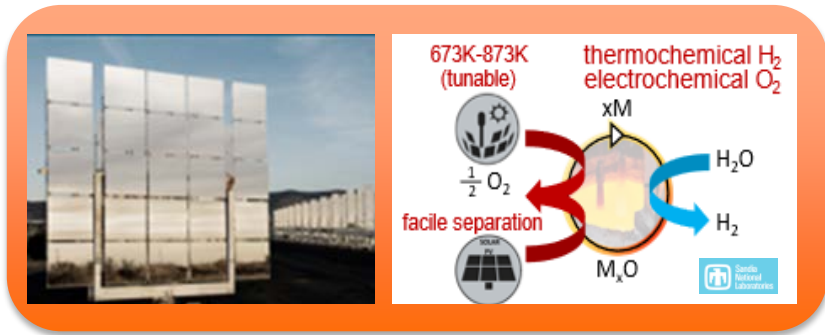 673K-873K
(tunable)
thermochemical H₂
electrochemical O₂
xM
½ O₂
H₂O
facile separation
H₂
SOLAR
PV
MₓO
Sandia
National
Laboratories